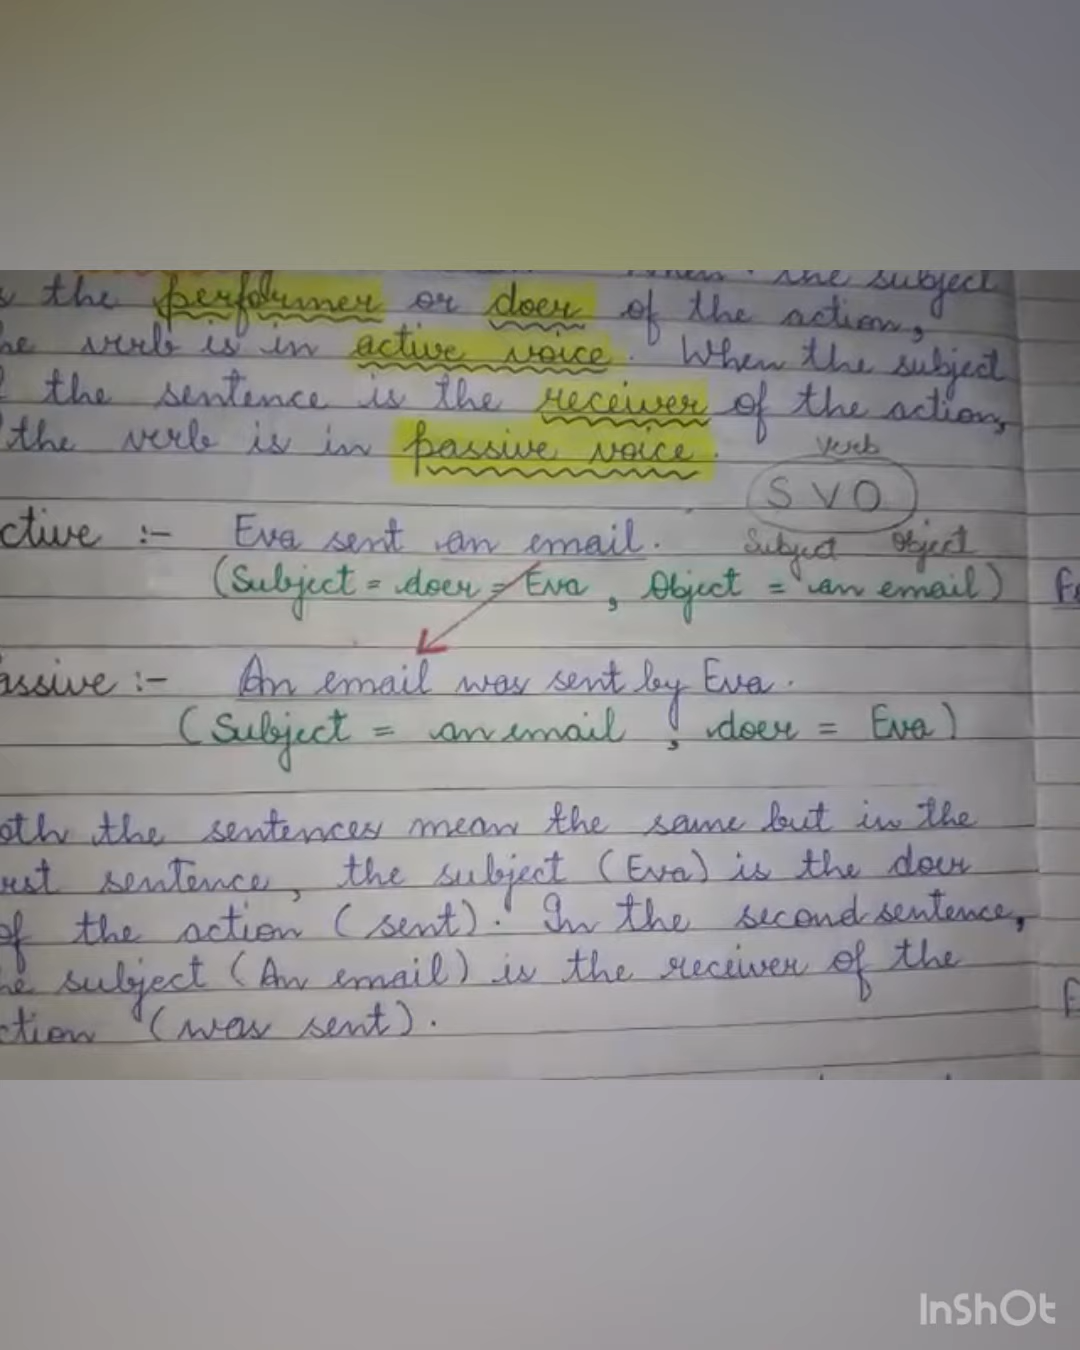 the subject
the performer or doer of the action,
verb is in active voice. When the subject
the sentence is the receiver of the action,
the verb is in passive voice.
verb
S V O
Subject Object
ctive :- Eva sent an email.
(Subject = doer = Eva, Object = an email)
assive :- An email was sent by Eva.
(Subject = an email, doer = Eva)
oth the sentences mean the same but in the
rst sentence, the subject (Eva) is the doer
of the action (sent). In the second sentence,
he subject (An email) is the receiver of the
ction (was sent).
InShOt